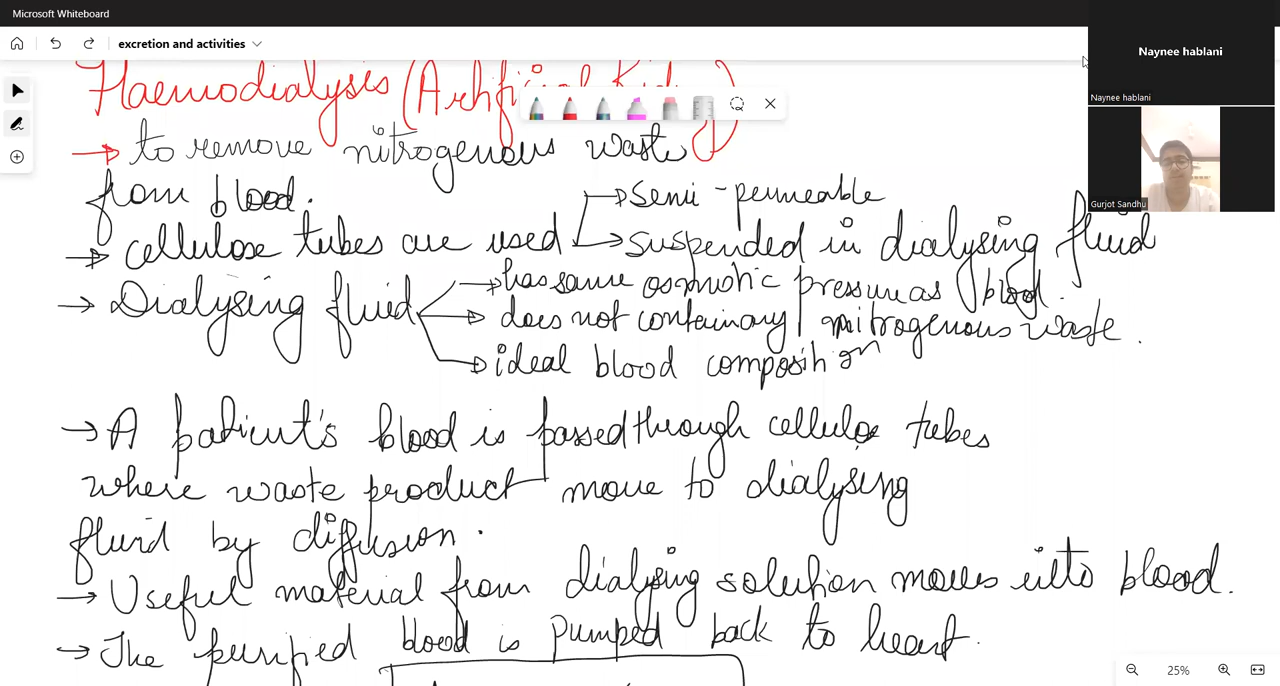 Microsoft Whiteboard
excretion and activities
Naynee hablani
Naynee hablani
Gurjot Sandhu
Haemodialysis (Artificial
→ to remove nitrogenous waste
from blood.
→ cellulose tubes are used → Semi-permeable
→ suspended in dialysing fluid
→ Dialysing fluid → has same osmotic pressure as blood.
→ does not contain any nitrogenous waste.
→ ideal blood composition
→ A patient's blood is passed through cellulose tubes
where waste product move to dialysing
fluid by diffusion.
→ Useful material from dialysing solution moves into blood.
→ The purified blood is pumped back to heart.
25%